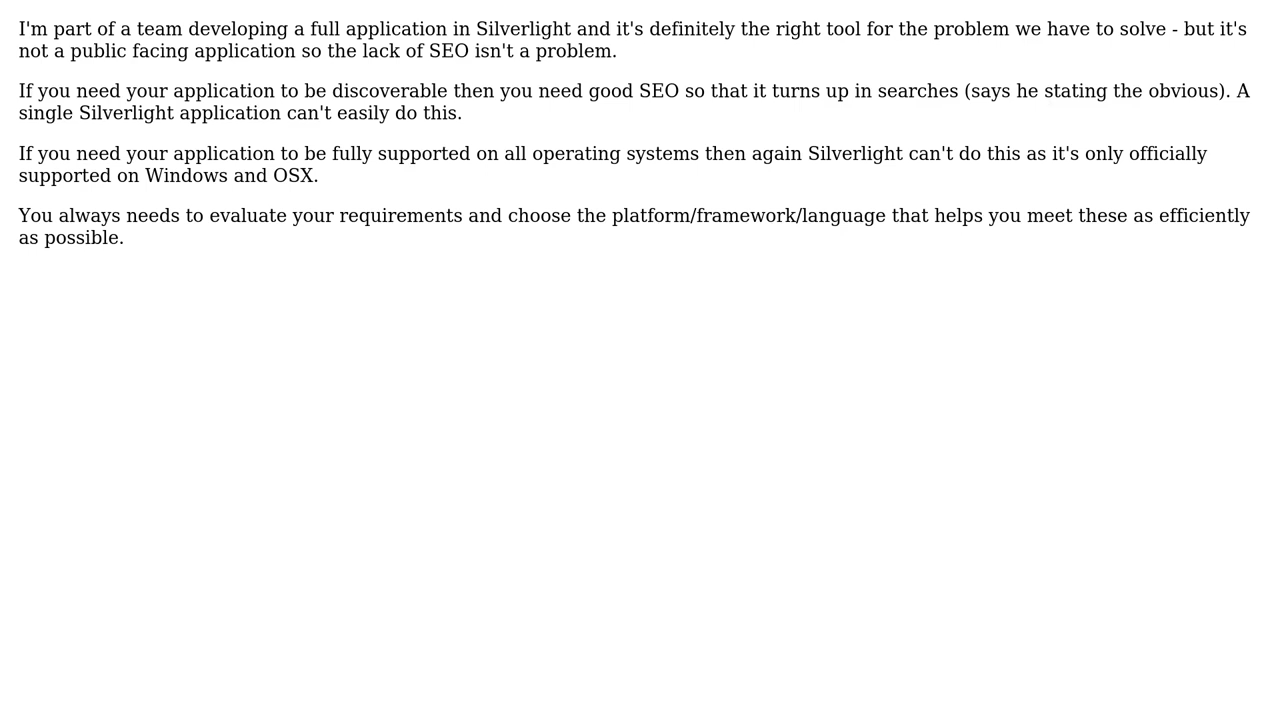 I'm part of a team developing a full application in Silverlight and it's definitely the right tool for the problem we have to solve - but it's
not a public facing application so the lack of SEO isn't a problem.
If you need your application to be discoverable then you need good SEO so that it turns up in searches (says he stating the obvious). A
single Silverlight application can't easily do this.
If you need your application to be fully supported on all operating systems then again Silverlight can't do this as it's only officially
supported on Windows and OSX.
You always needs to evaluate your requirements and choose the platform/framework/language that helps you meet these as efficiently
as possible.